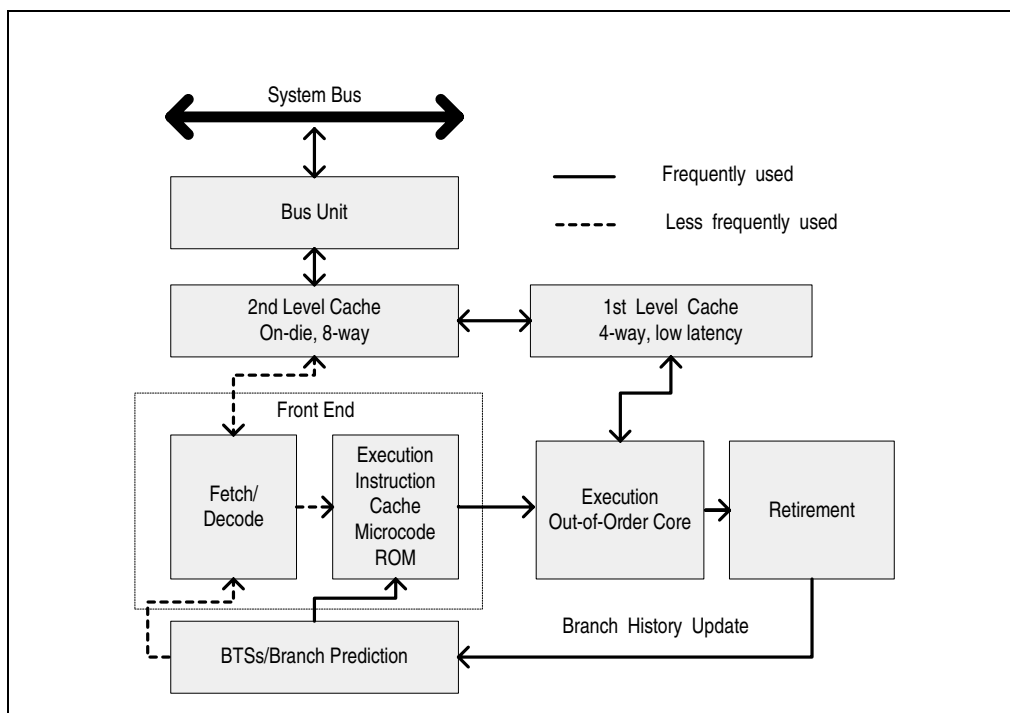 System Bus
Frequently used
Bus Unit
Less frequently used
2nd Level Cache
On-die, 8-way
1st Level Cache
4-way, low latency
Front End
Fetch/
Decode
Execution
Instruction
Cache
Microcode
ROM
Execution
Out-of-Order Core
Retirement
Branch History Update
BTSs/Branch Prediction